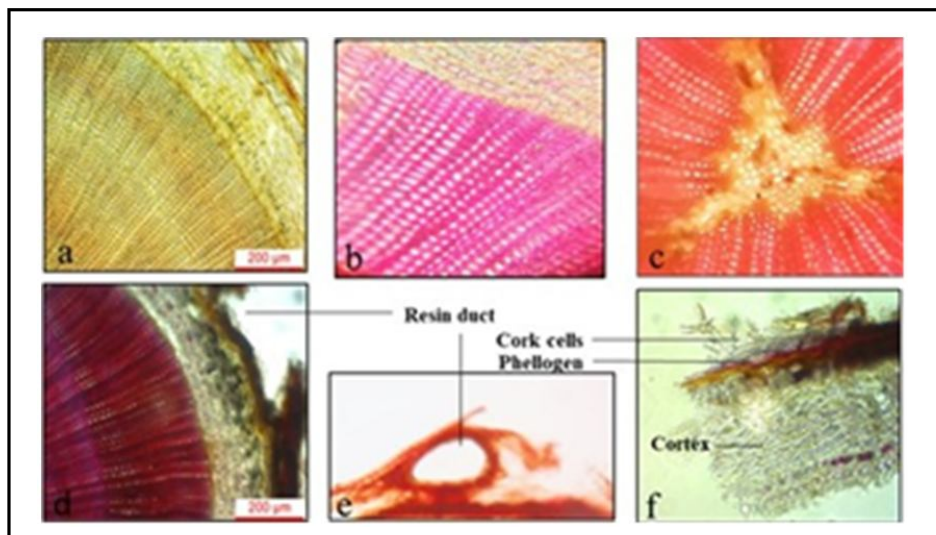 a
200 µm
b
c
Resin duct
Cork cells
Phellogen
Cortex
d
200 µm
e
f